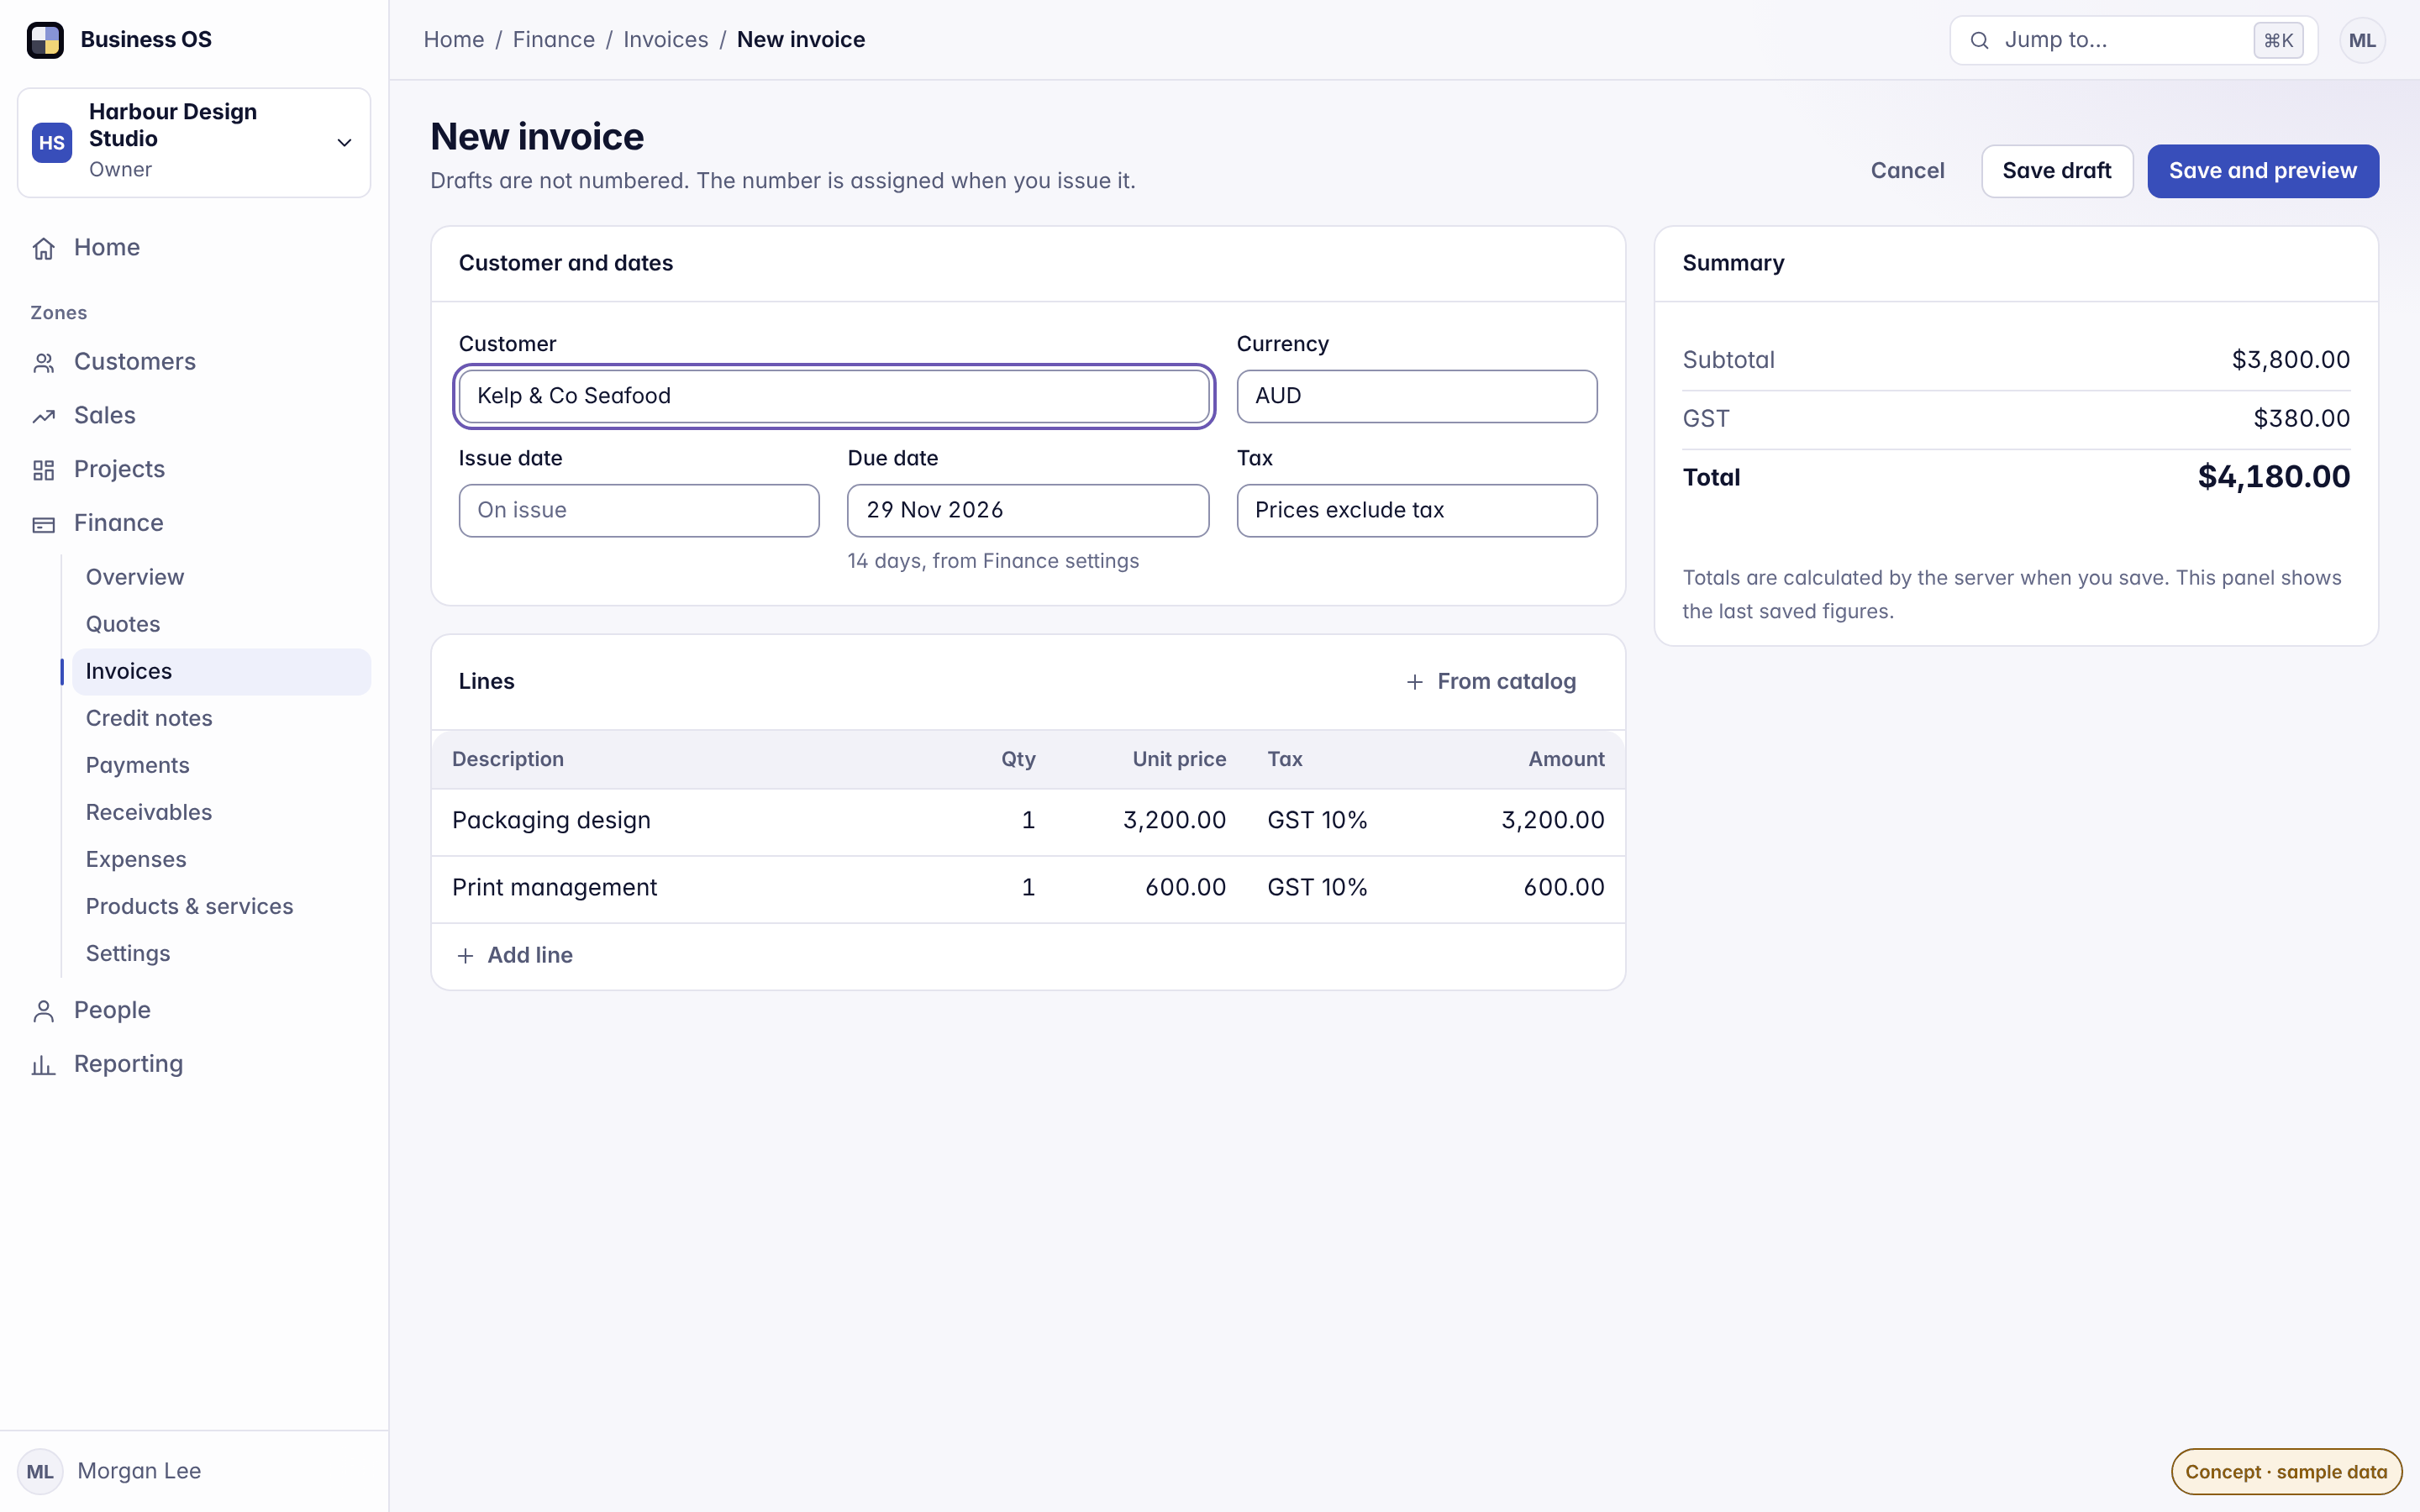 Business OS
HS
Harbour Design
Studio
Owner
Home
Zones
Customers
Sales
Projects
Finance
Overview
Quotes
Invoices
Credit notes
Payments
Receivables
Expenses
Products & services
Settings
People
Reporting
ML
Morgan Lee
Home / Finance / Invoices / New invoice
Jump to...
⌘K
ML
New invoice
Drafts are not numbered. The number is assigned when you issue it.
Cancel
Save draft
Save and preview
Customer and dates
Customer
Currency
Kelp & Co Seafood
AUD
Issue date
Due date
Tax
On issue
29 Nov 2026
Prices exclude tax
14 days, from Finance settings
Lines
From catalog
Description Qty Unit price Tax Amount
Packaging design 1 3,200.00 GST 10% 3,200.00
Print management 1 600.00 GST 10% 600.00
Add line
Summary
Subtotal $3,800.00
GST $380.00
Total $4,180.00
Totals are calculated by the server when you save. This panel shows
the last saved figures.
Concept · sample data